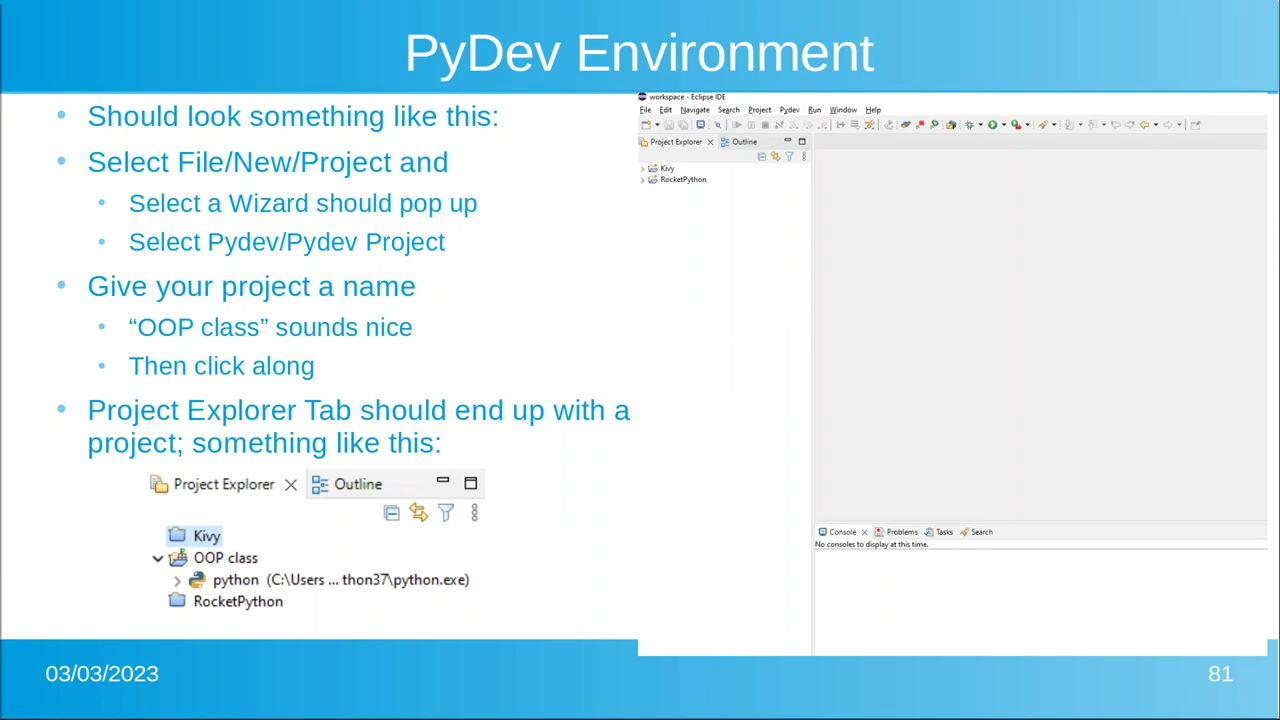 PyDev Environment
• Should look something like this:
• Select File/New/Project and
• Select a Wizard should pop up
• Select Pydev/Pydev Project
• Give your project a name
• “OOP class” sounds nice
• Then click along
• Project Explorer Tab should end up with a
project; something like this:
Project Explorer Outline
Kivy
OOP class
python (C:\Users ... thon37\python.exe)
RocketPython
workspace - Eclipse IDE
File Edit Navigate Search Project Pydev Run Window Help
Project Explorer Outline
Kivy
RocketPython
Console Problems Tasks Search
No consoles to display at this time.
03/03/2023
81